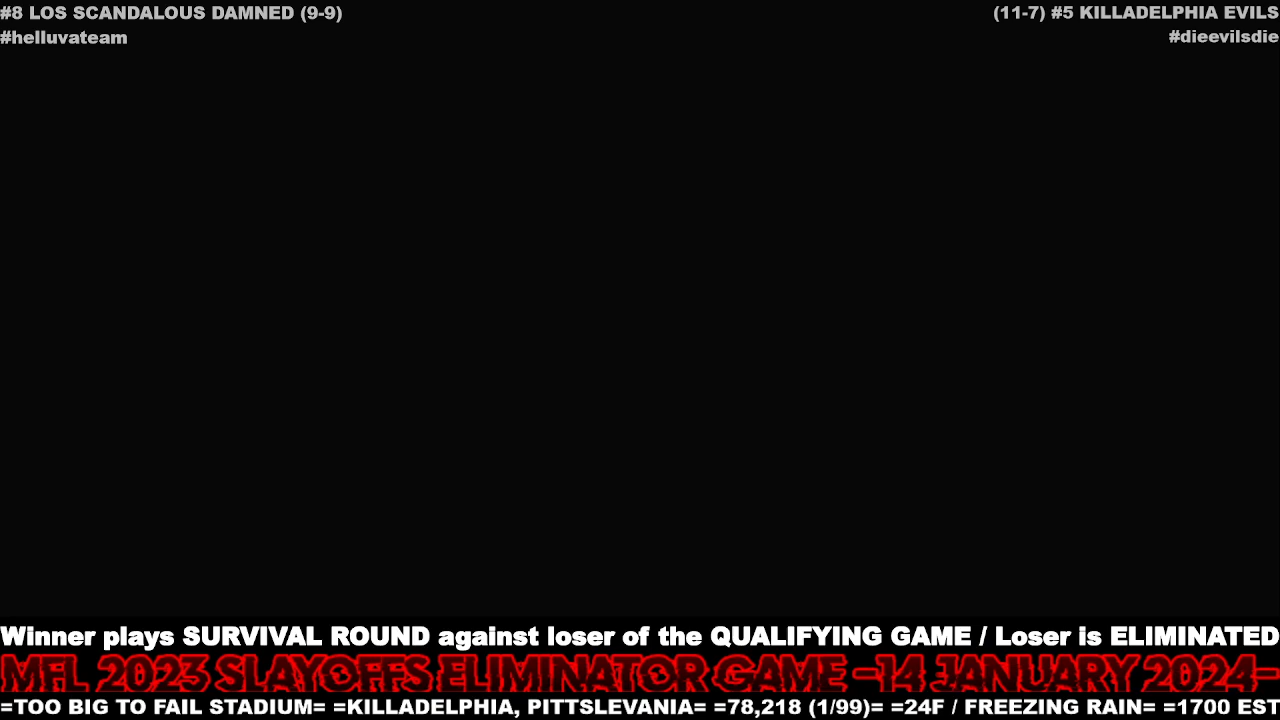 #8 LOS SCANDALOUS DAMNED (9-9)
(11-7) #5 KILLADELPHIA EVILS
#helluvateam
#dieevilsdie
Winner plays SURVIVAL ROUND against loser of the QUALIFYING GAME / Loser is ELIMINATED
MFL 2023 SLAYOFFS ELIMINATOR GAME -14 JANUARY 2024-
=TOO BIG TO FAIL STADIUM= =KILLADELPHIA, PITTSLEVANIA= =78,218 (1/99)= =24F / FREEZING RAIN= =1700 EST